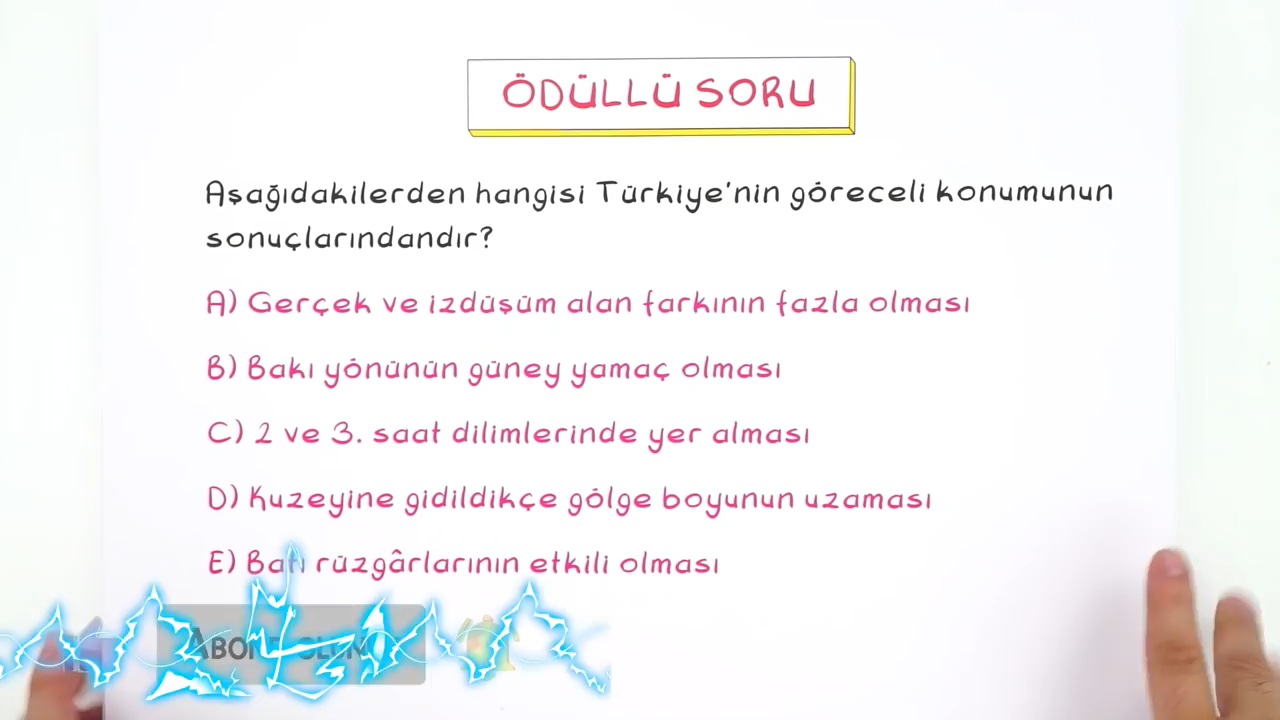 ÖDÜLLÜ SORU
Aşağıdakilerden hangisi Türkiye'nin göreceli konumunun
sonuçlarındandır?
A) Gerçek ve izdüşüm alan farkının fazla olması
B) Bakı yönünün güney yamaç olması
C) 2 ve 3. saat dilimlerinde yer alması
D) Kuzeyine gidildikçe gölge boyunun uzaması
E) Batı rüzgârlarının etkili olması